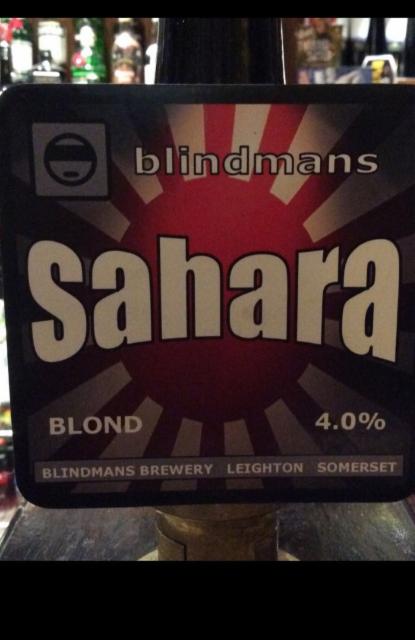 blindmans
sahara
BLOND 4.0%
BLINDMANS BREWERY LEIGHTON SOMERSET